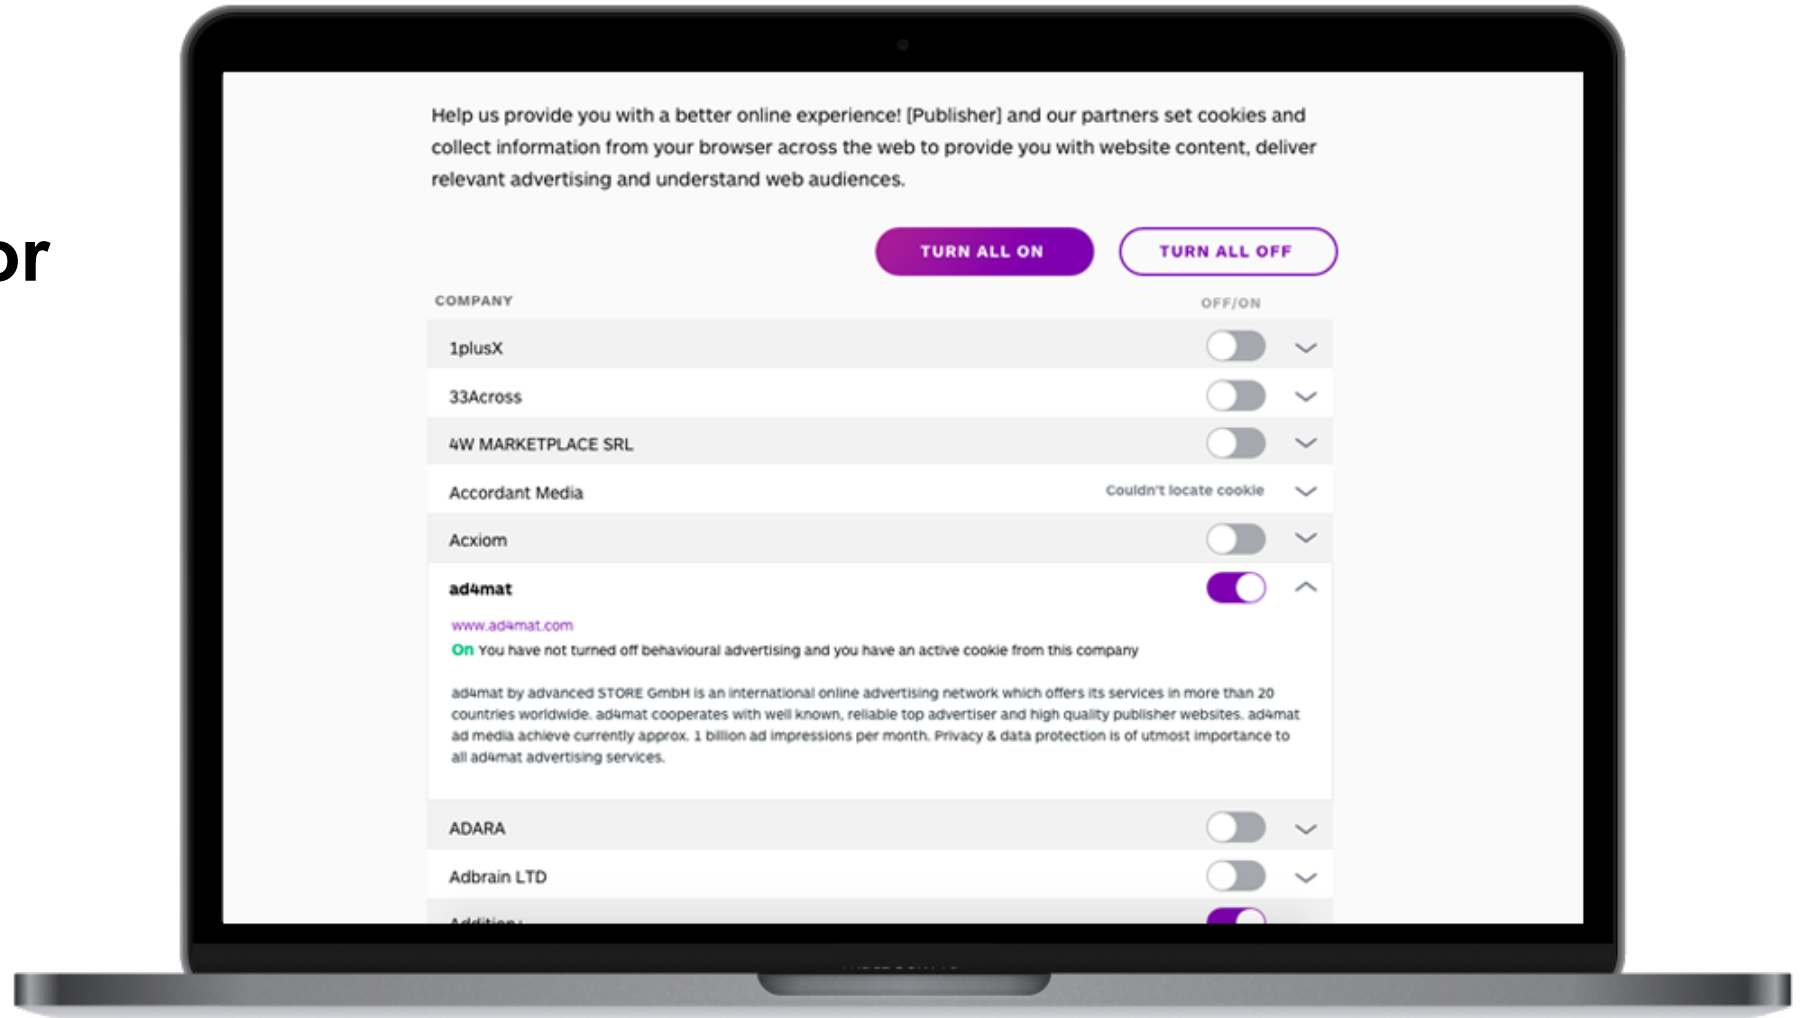 or
Help us provide you with a better online experience! [Publisher] and our partners set cookies and
collect information from your browser across the web to provide you with website content, deliver
relevant advertising and understand web audiences.
TURN ALL ON TURN ALL OFF
COMPANY OFF/ON
1plusX
33Across
4W MARKETPLACE SRL
Accordant Media Couldn't locate cookie
Acxiom
ad4mat
www.ad4mat.com
On You have not turned off behavioural advertising and you have an active cookie from this company
ad4mat by advanced STORE GmbH is an international online advertising network which offers its services in more than 20
countries worldwide. ad4mat cooperates with well known, reliable top advertiser and high quality publisher websites. ad4mat
ad media achieve currently approx. 1 billion ad impressions per month. Privacy & data protection is of utmost importance to
all ad4mat advertising services.
ADARA
Adbrain LTD